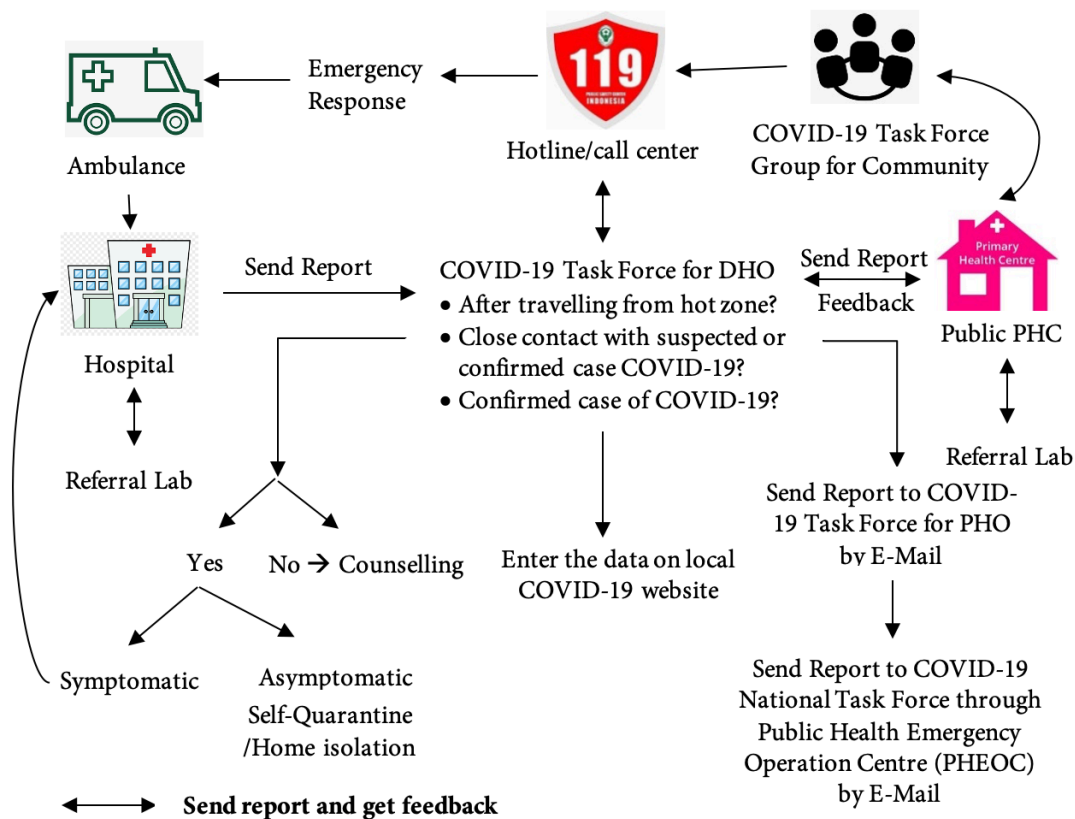 119
PUBLIC SAFETY CENTER
INDONESIA
Emergency
Response
Hotline/call center
COVID-19 Task Force
Group for Community
Ambulance
Primary
Health Centre
Send Report
COVID-19 Task Force for DHO
• After travelling from hot zone?
• Close contact with suspected or
confirmed case COVID-19?
• Confirmed case of COVID-19?
Send Report
Feedback
Public PHC
Hospital
Referral Lab
Referral Lab
Send Report to COVID-
19 Task Force for PHO
by E-Mail
Yes
No → Counselling
Enter the data on local
COVID-19 website
Symptomatic
Asymptomatic
Self-Quarantine
/Home isolation
Send Report to COVID-19
National Task Force through
Public Health Emergency
Operation Centre (PHEOC)
by E-Mail
Send report and get feedback